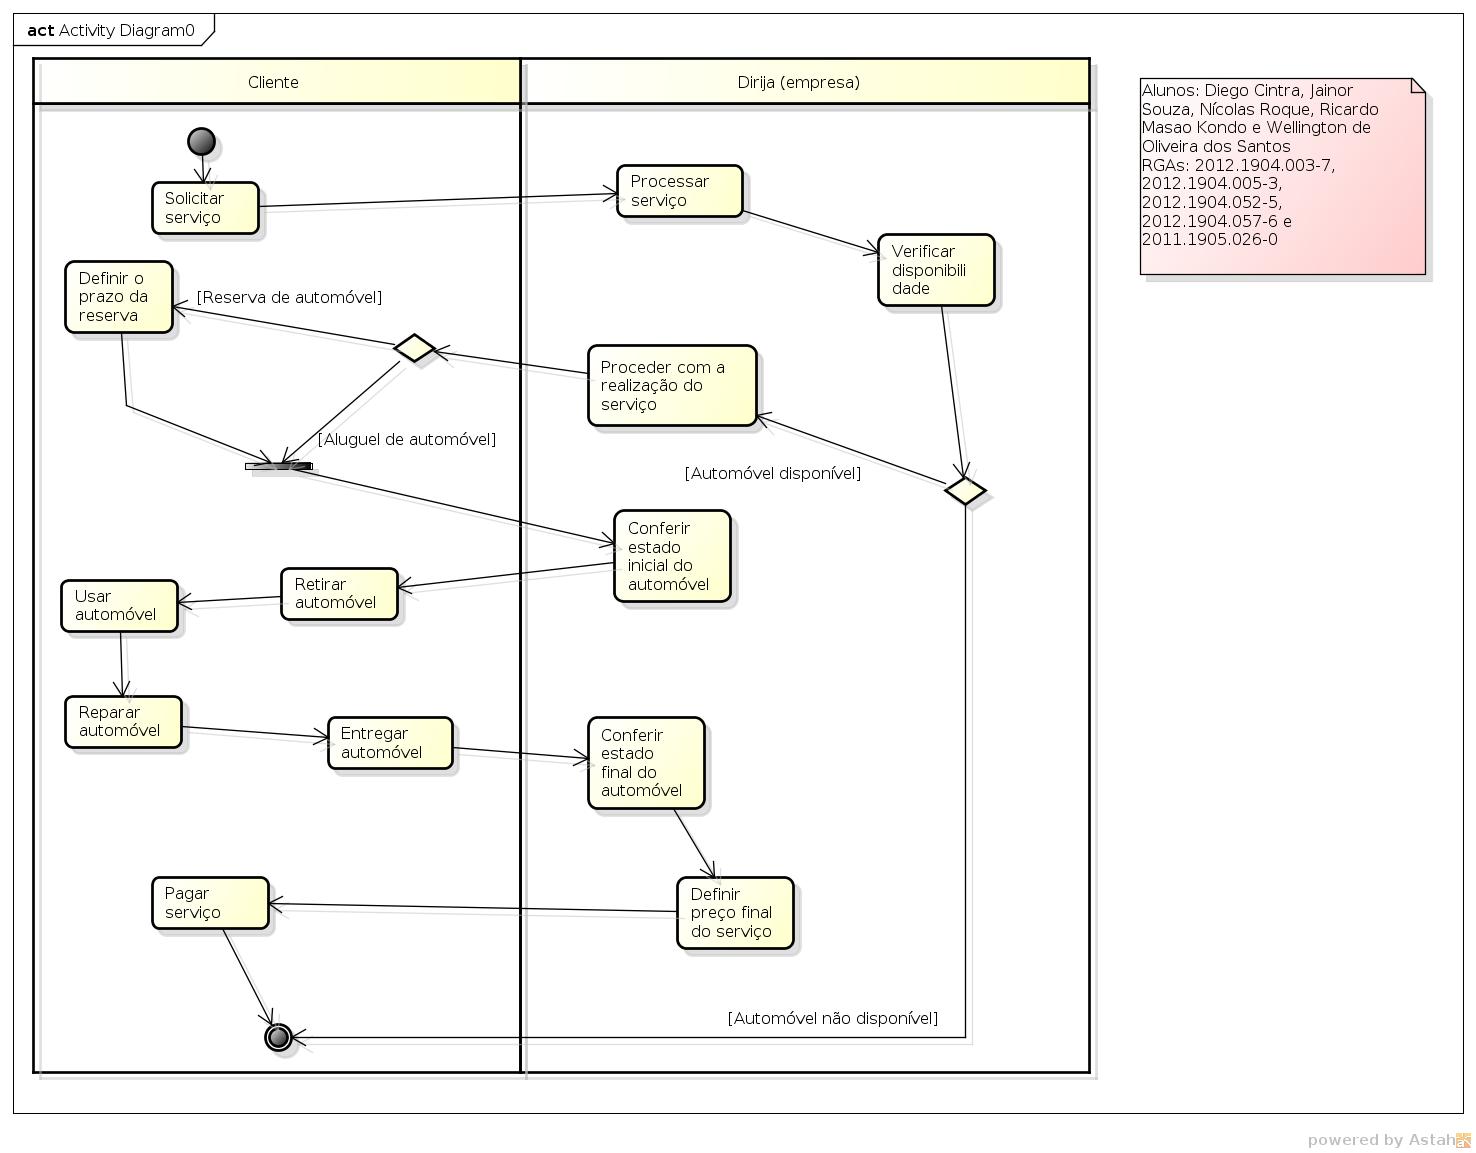 act Activity Diagram0
Cliente
Dirija (empresa)
Alunos: Diego Cintra, Jainor
Souza, Nícolas Roque, Ricardo
Masao Kondo e Wellington de
Oliveira dos Santos
RGAs: 2012.1904.003-7,
2012.1904.005-3,
2012.1904.052-5,
2012.1904.057-6 e
2011.1905.026-0
Solicitar
serviço
Processar
serviço
Verificar
disponibili
dade
Definir o
prazo da
reserva
[Reserva de automóvel]
Proceder com a
realização do
serviço
[Aluguel de automóvel]
[Automóvel disponível]
Conferir
estado
inicial do
automóvel
Retirar
automóvel
Usar
automóvel
Reparar
automóvel
Entregar
automóvel
Conferir
estado
final do
automóvel
Pagar
serviço
Definir
preço final
do serviço
[Automóvel não disponível]
powered by Astah